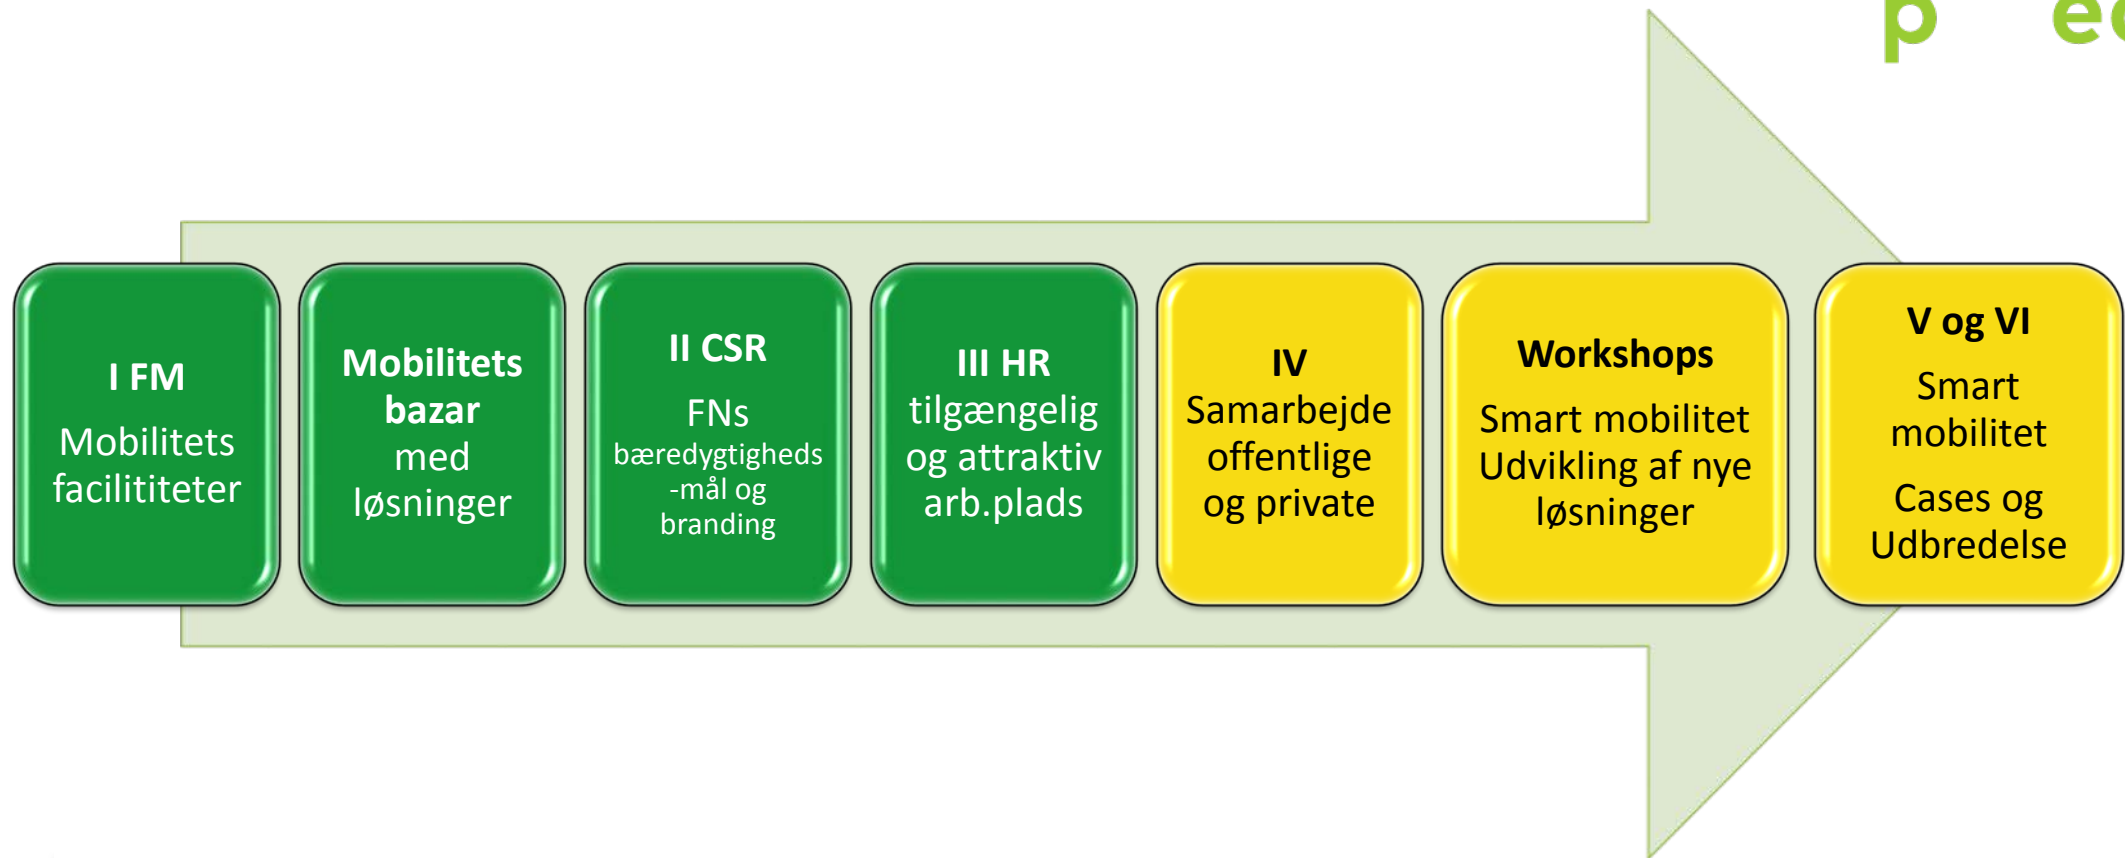 I FM
Mobilitets
facilititeter
Mobilitets
bazar
med
løsninger
II CSR
FNs
bæredygtigheds
-mål og
branding
III HR
tilgængelig
og attraktiv
arb.plads
IV
Samarbejde
offentlige
og private
Workshops
Smart mobilitet
Udvikling af nye
løsninger
V og VI
Smart
mobilitet
Cases og
Udbredelse